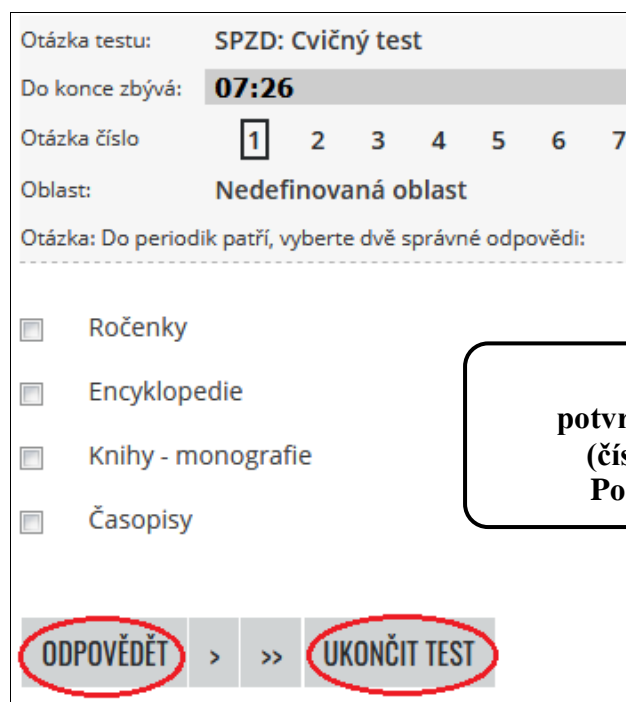 Otázka testu: SPZD: Cvičný test
Do konce zbývá: 07:26
Otázka číslo 1 2 3 4 5 6 7
Oblast: Nedefinovaná oblast
Otázka: Do periodik patří, vyberte dvě správné odpovědi:
Ročenky
Encyklopedie
Knihy - monografie
Časopisy
ODPOVĚDĚT > >> UKONČIT TEST